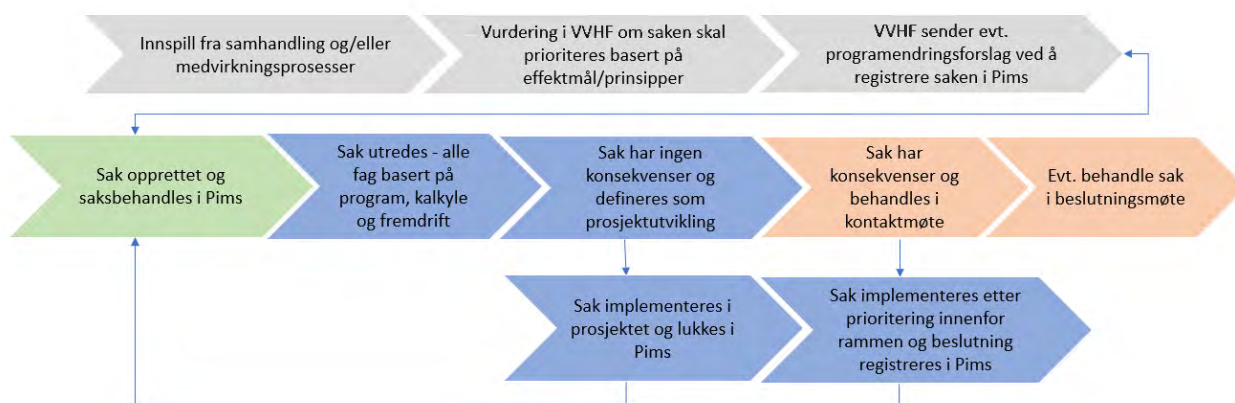 Innspill fra samhandling og/eller
medvirkningsprosesser
Vurdering i VVHF om saken skal
prioriteres basert på
effektmål/prinsipper
VVHF sender evt.
programendringsforslag ved å
registrere saken i Pims
Sak opprettet og
saksbehandles i Pims
Sak utredes - alle
fag basert på
program, kalkyle
og fremdrift
Sak har ingen
konsekvenser og
defineres som
prosjektutvikling
Sak har
konsekvenser og
behandles i
kontaktmøte
Evt. behandle sak
i beslutningsmøte
Sak implementeres i
prosjektet og lukkes i
Pims
Sak implementeres etter
prioritering innenfor
rammen og beslutning
registreres i Pims